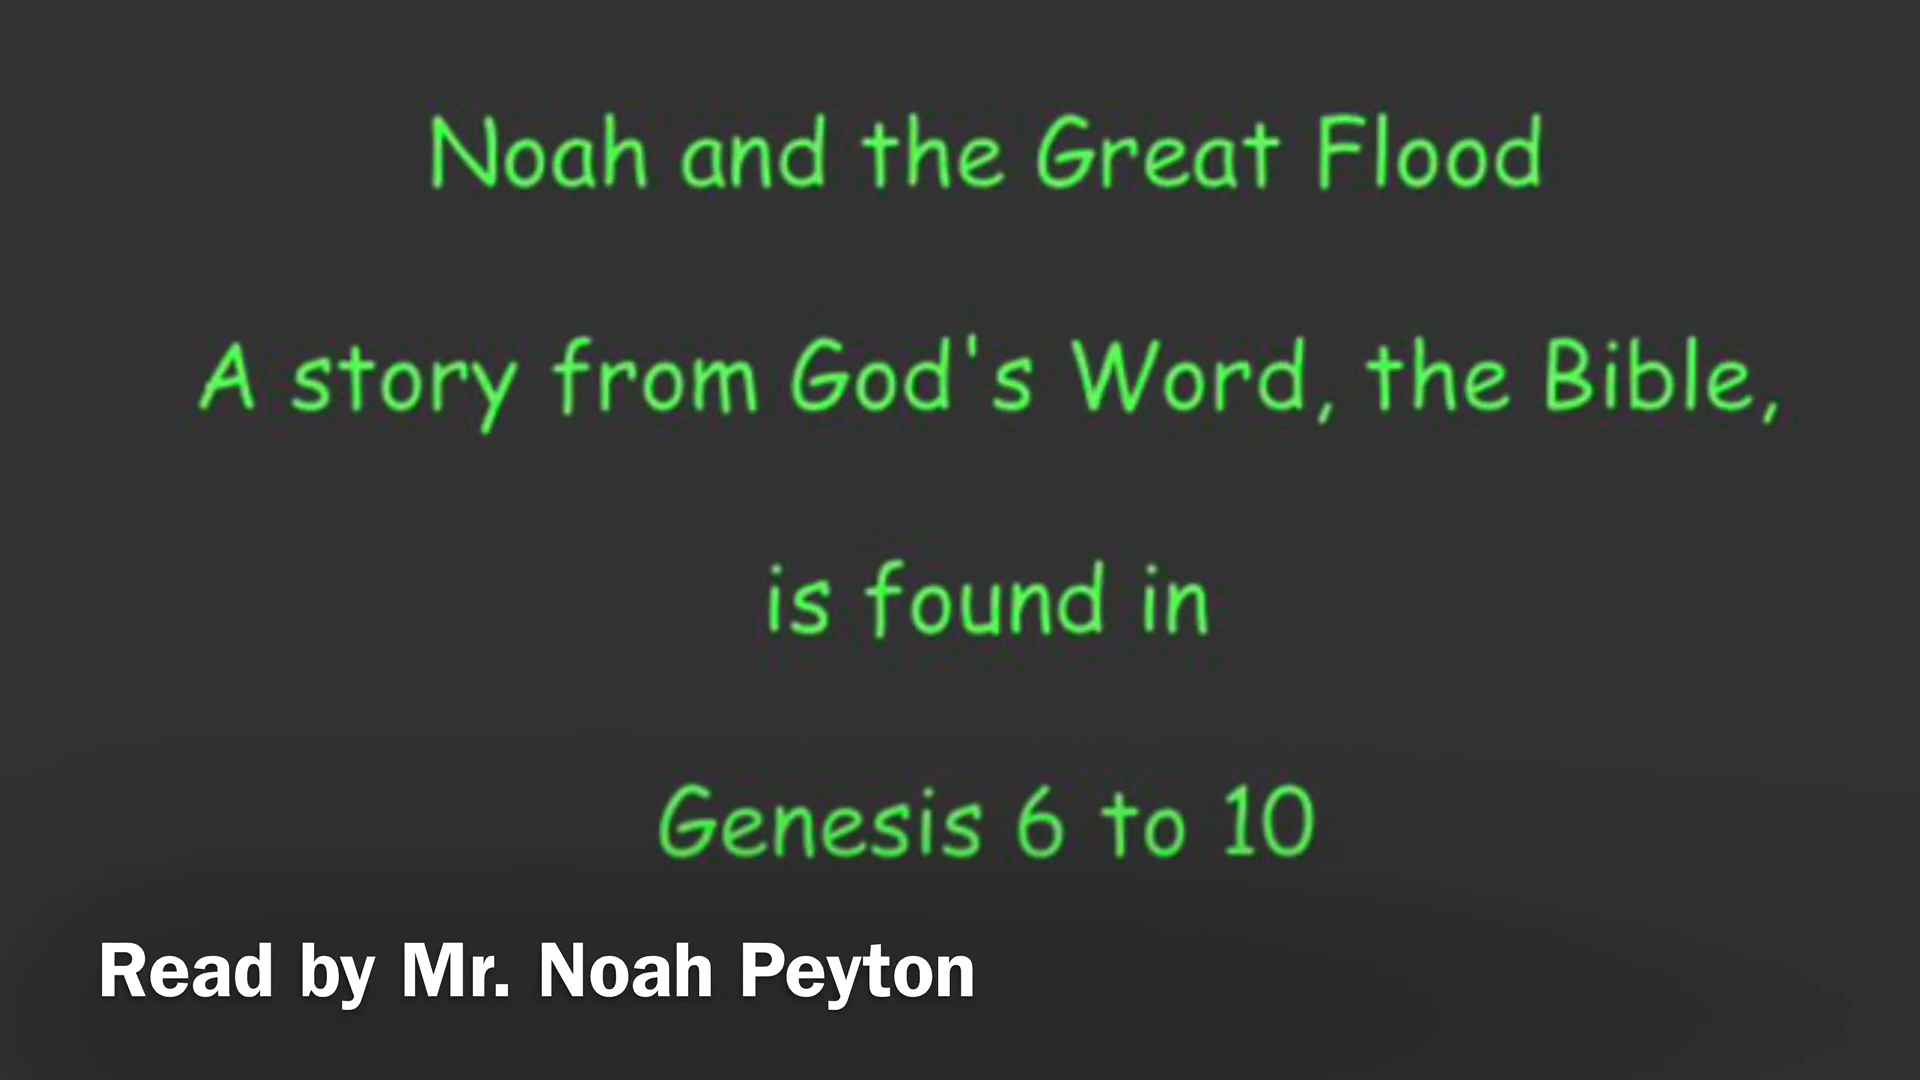 Noah and the Great Flood
A story from God's Word, the Bible,
is found in
Genesis 6 to 10
Read by Mr. Noah Peyton